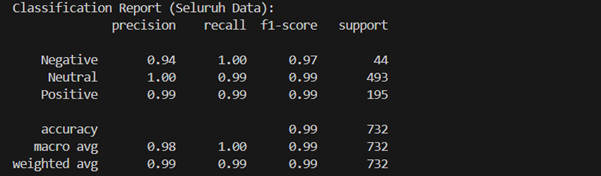 Classification Report (Seluruh Data):
precision recall f1-score support
Negative 0.94 1.00 0.97 44
Neutral 1.00 0.99 0.99 493
Positive 0.99 0.99 0.99 195
accuracy 0.99 732
macro avg 0.98 1.00 0.99 732
weighted avg 0.99 0.99 0.99 732